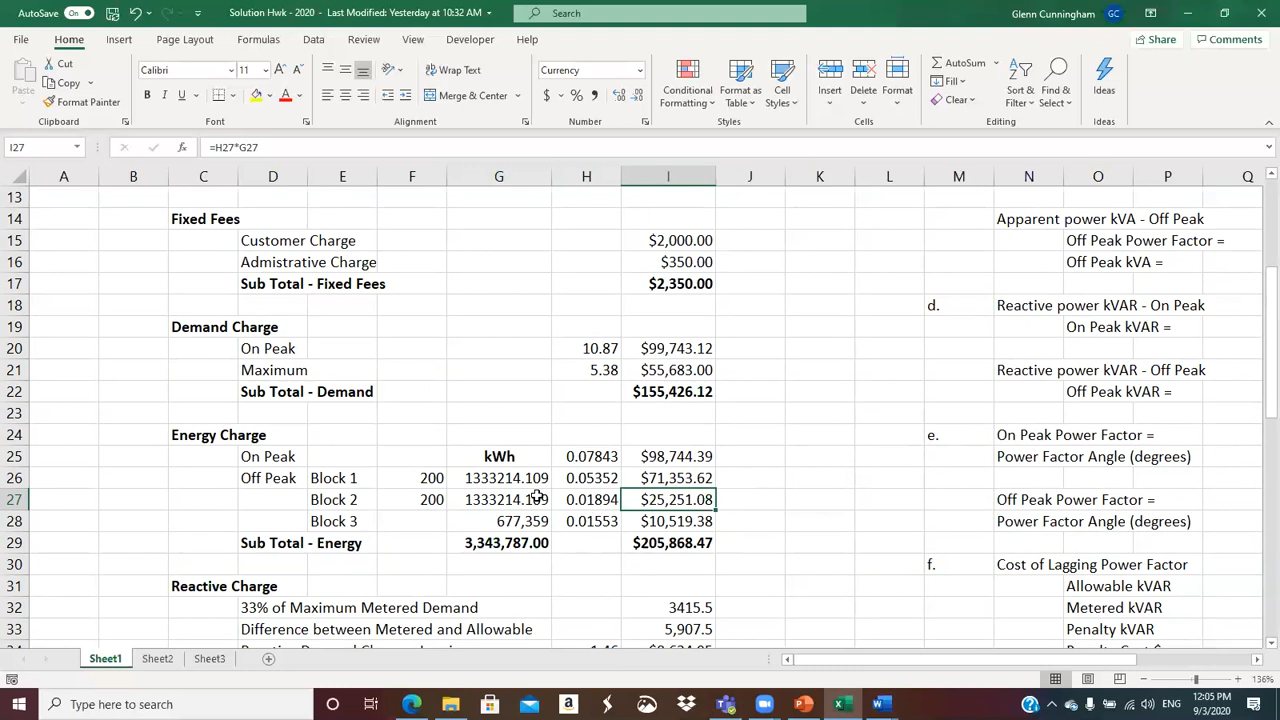 AutoSave On Solution Hwk - 2020 - Last Modified: Yesterday at 10:32 AM Search Glenn Cunningham GC
File Home Insert Page Layout Formulas Data Review View Developer Help Share Comments
Cut Calibri 11 A A Wrap Text Currency AutoSum
Copy Fill
Paste Format Painter B I U A Merge & Center $ % , Conditional Formatting Format as Table Cell Styles Insert Delete Format Clear Sort & Filter Find & Select Ideas
Clipboard Font Alignment Number Styles Cells Editing Ideas
I27 fx =H27*G27
A B C D E F G H I J K L M N O P Q
13
14 Fixed Fees Apparent power kVA - Off Peak
15 Customer Charge $2,000.00 Off Peak Power Factor =
16 Admistrative Charge $350.00 Off Peak kVA =
17 Sub Total - Fixed Fees $2,350.00
18 d. Reactive power kVAR - On Peak
19 Demand Charge On Peak kVAR =
20 On Peak 10.87 $99,743.12
21 Maximum 5.38 $55,683.00 Reactive power kVAR - Off Peak
22 Sub Total - Demand $155,426.12 Off Peak kVAR =
23
24 Energy Charge e. On Peak Power Factor =
25 On Peak kWh 0.07843 $98,744.39 Power Factor Angle (degrees)
26 Off Peak Block 1 200 1333214.109 0.05352 $71,353.62
27 Block 2 200 1333214.109 0.01894 $25,251.08 Off Peak Power Factor =
28 Block 3 677,359 0.01553 $10,519.38 Power Factor Angle (degrees)
29 Sub Total - Energy 3,343,787.00 $205,868.47
30 f. Cost of Lagging Power Factor
31 Reactive Charge Allowable kVAR
32 33% of Maximum Metered Demand 3415.5 Metered kVAR
33 Difference between Metered and Allowable 5,907.5 Penalty kVAR
Sheet1 Sheet2 Sheet3
136%
Type here to search 12:05 PM
9/3/2020